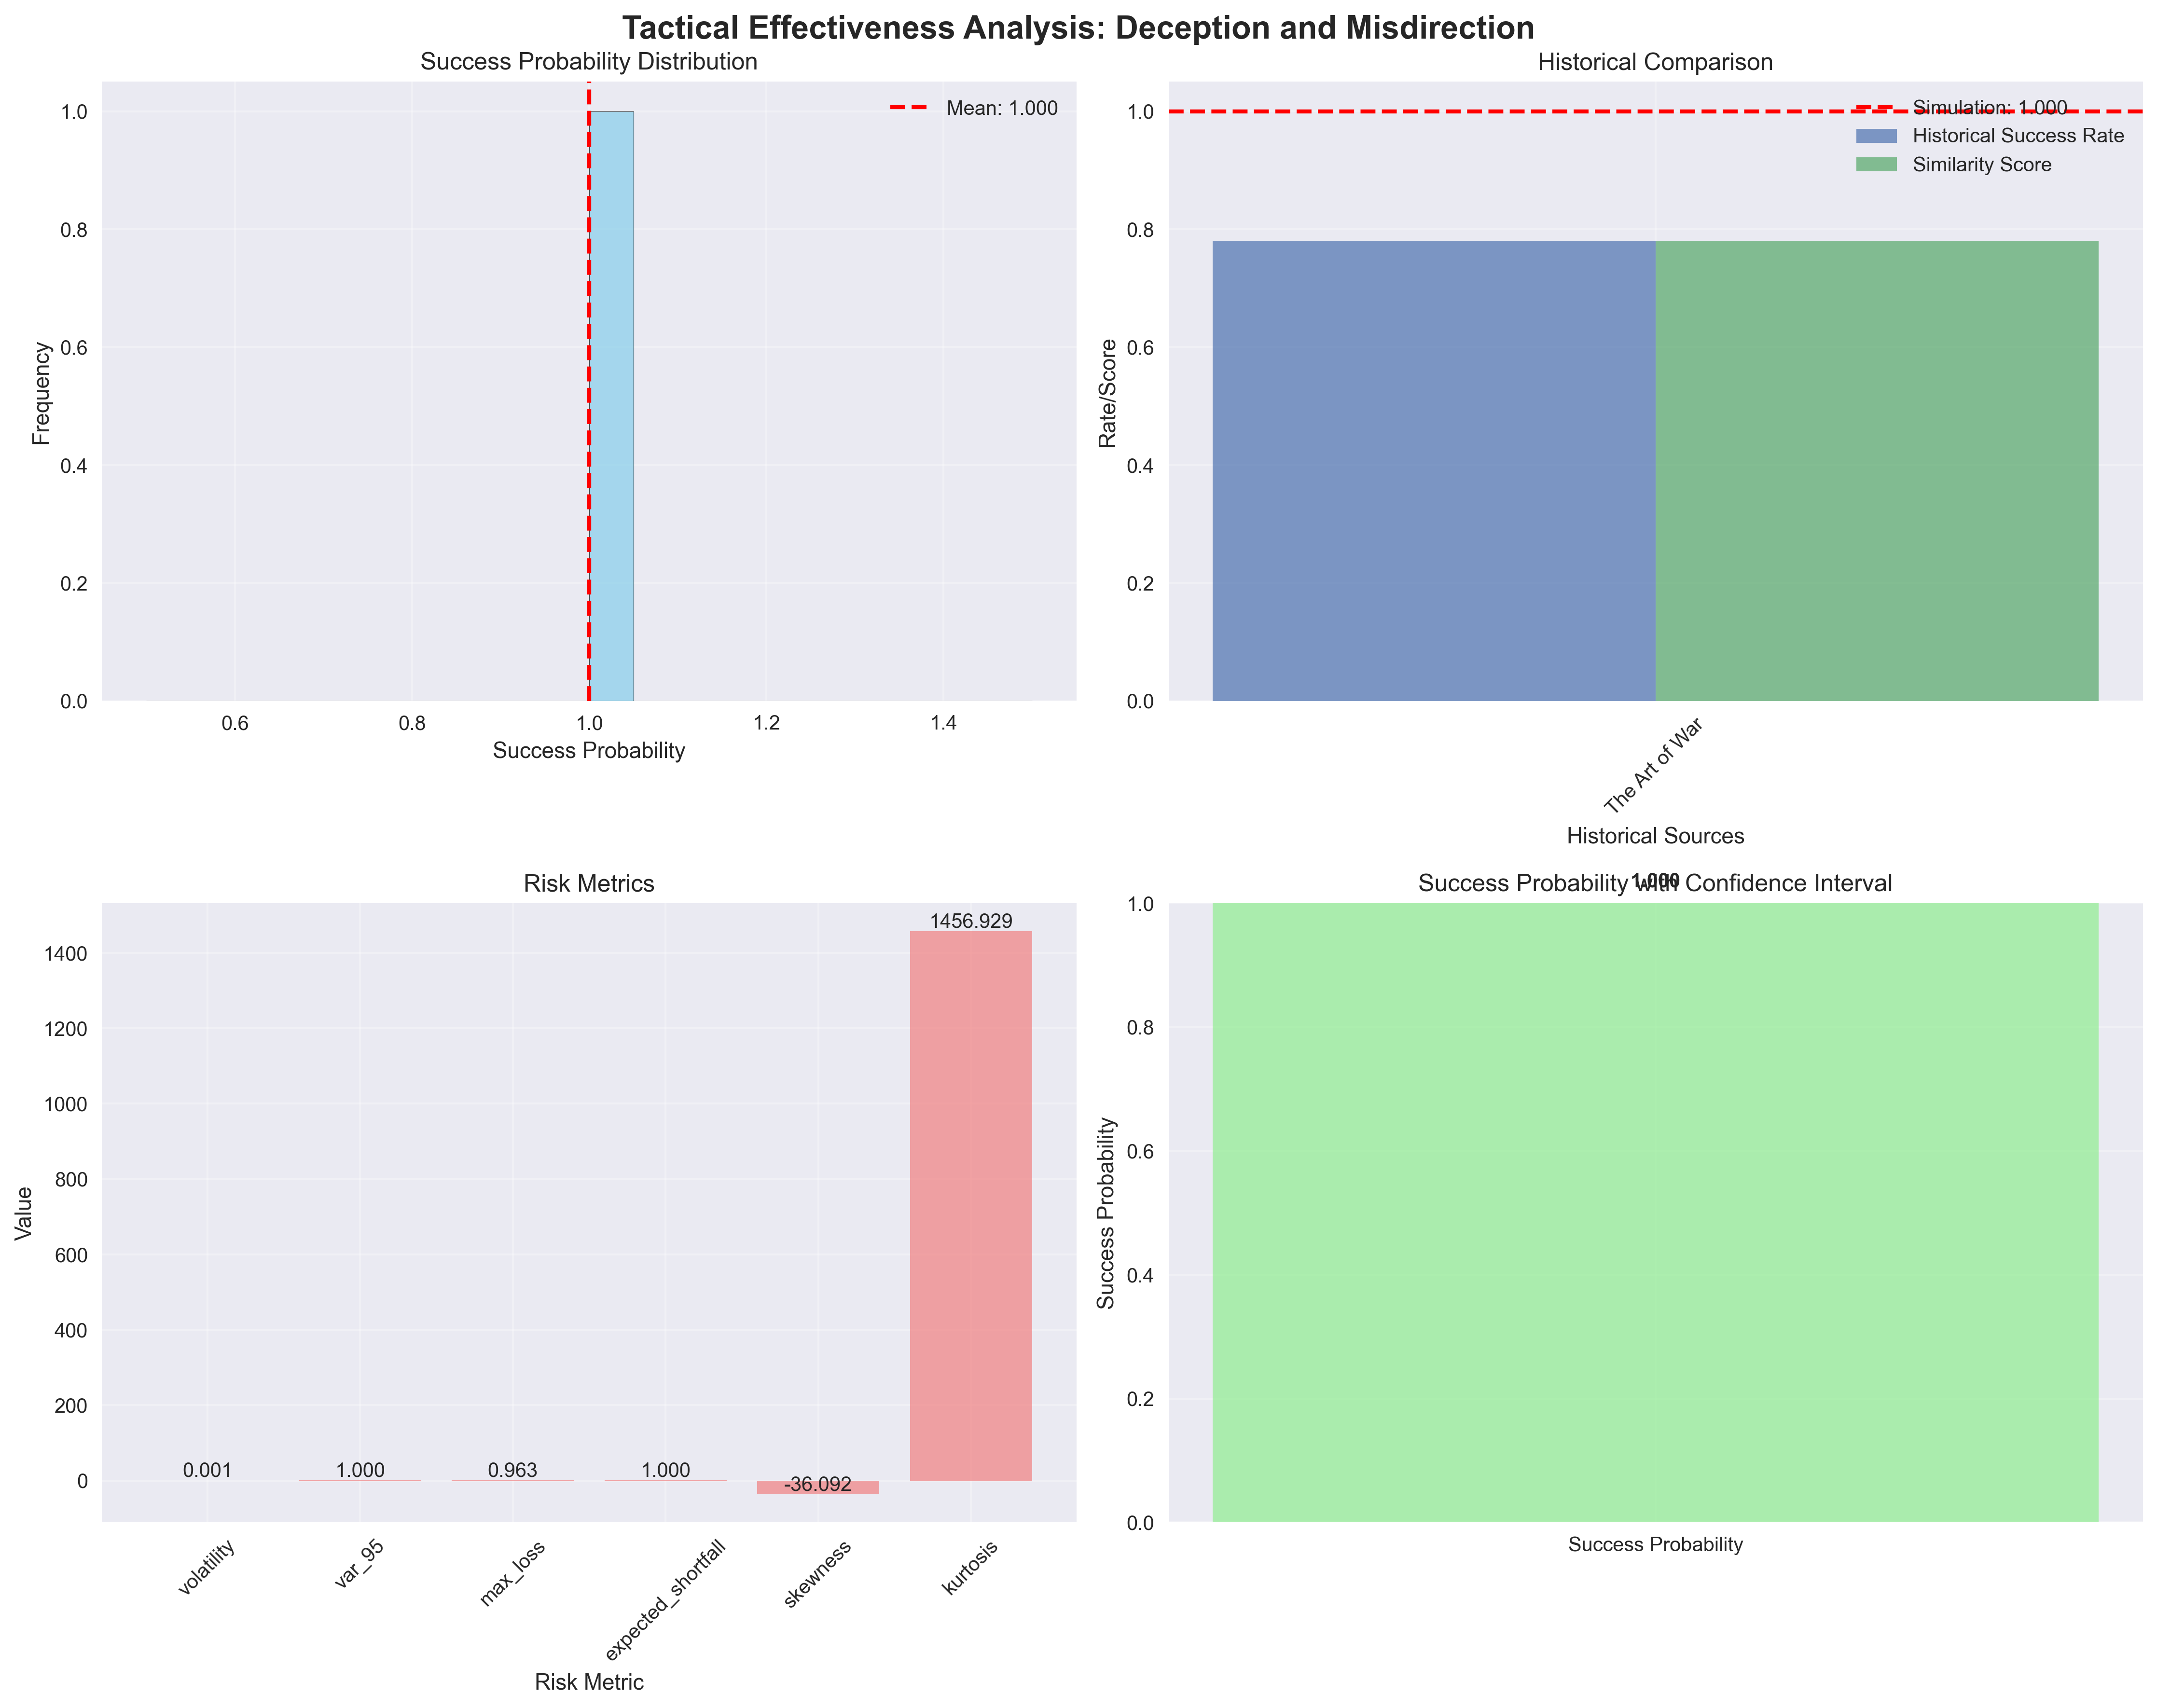 Tactical Effectiveness Analysis: Deception and Misdirection
Success Probability Distribution
Mean: 1.000
Frequency
1.0
0.8
0.6
0.4
0.2
0.0
0.6
0.8
1.0
1.2
1.4
Success Probability
Historical Comparison
Simulation: 1.000
Historical Success Rate
Similarity Score
Rate/Score
1.0
0.8
0.6
0.4
0.2
0.0
The Art of War
Historical Sources
Risk Metrics
Value
1400
1200
1000
800
600
400
200
0
0.001
1.000
0.963
1.000
-36.092
1456.929
volatility
var_95
max_loss
expected_shortfall
skewness
kurtosis
Risk Metric
Success Probability with Confidence Interval
1.000
Success Probability
1.0
0.8
0.6
0.4
0.2
0.0
Success Probability